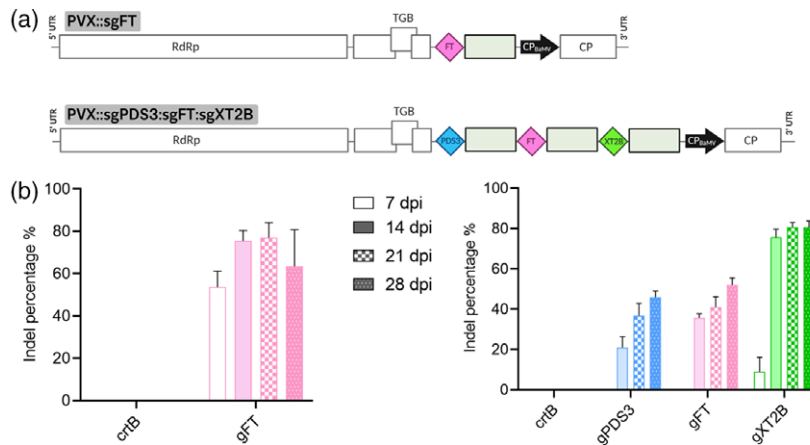 (a)
PVX::sgFT
5' UTR
RdRp
TGB
FT
CPBaMV
CP
3' UTR
PVX::sgPDS3:sgFT:sgXT2B
5' UTR
RdRp
TGB
PDS3
FT
XT2B
CPBaMV
CP
3' UTR
(b)
Indel percentage %
100
80
60
40
20
0
crtB
gFT
7 dpi
14 dpi
21 dpi
28 dpi
Indel percentage %
100
80
60
40
20
0
crtB
gPDS3
gFT
gXT2B